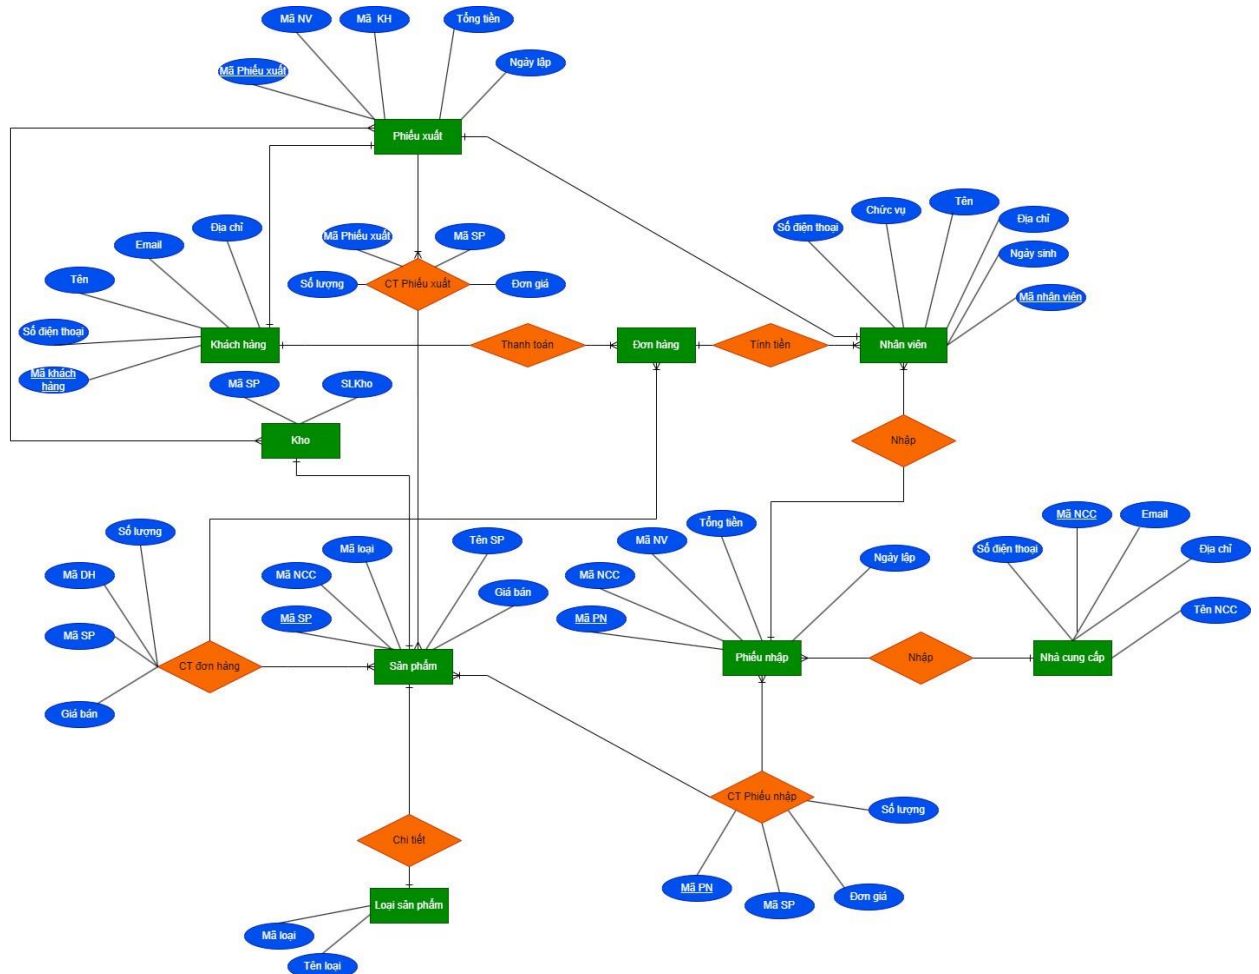 Mã NV
Mã KH
Tổng tiền
Mã Phiếu xuất
Ngày lập
Phiếu xuất
Mã Phiếu xuất
Mã SP
Số lượng
CT Phiếu xuất
Đơn giá
Địa chỉ
Email
Tên
Số điện thoại
Mã khách
hàng
Khách hàng
Thanh toán
Đơn hàng
Tính tiền
Nhân viên
Số điện thoại
Chức vụ
Tên
Địa chỉ
Ngày sinh
Mã nhân viên
Mã SP
SLKho
Kho
Nhập
Số lượng
Mã DH
Mã SP
Giá bán
CT đơn hàng
Mã loại
Tên SP
Mã NCC
Giá bán
Mã SP
Sản phẩm
Tổng tiền
Mã NV
Mã NCC
Mã PN
Ngày lập
Phiếu nhập
Nhập
Nhà cung cấp
Mã NCC
Email
Số điện thoại
Địa chỉ
Tên NCC
CT Phiếu nhập
Số lượng
Mã PN
Mã SP
Đơn giá
Chi tiết
Loại sản phẩm
Mã loại
Tên loại